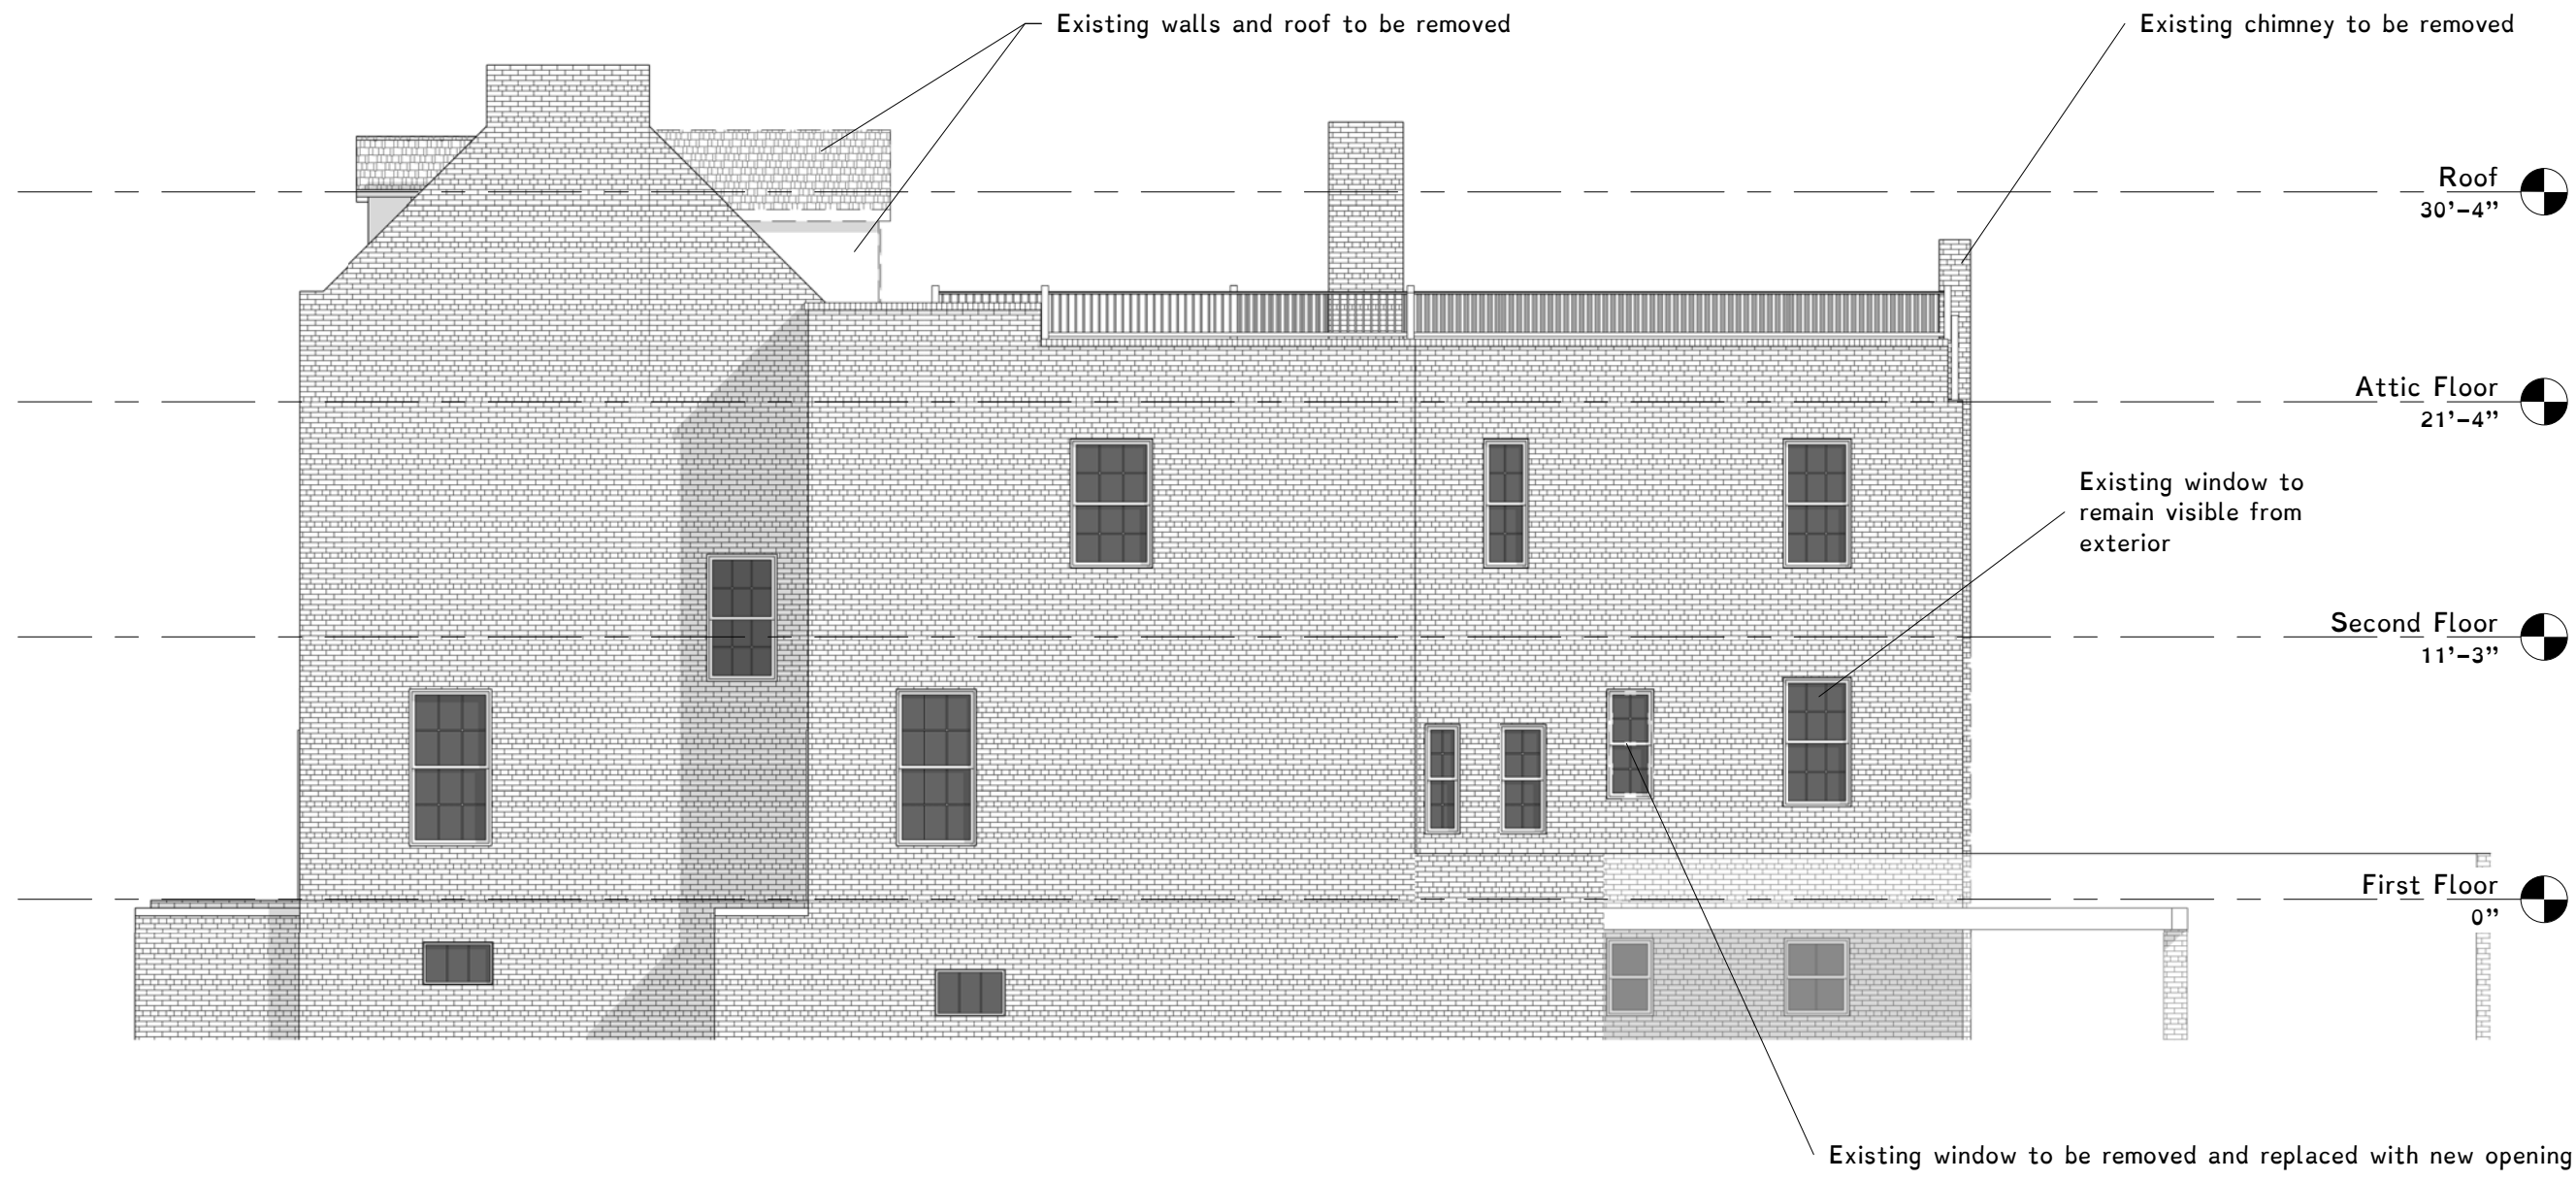 Existing walls and roof to be removed
Existing chimney to be removed
Roof
30'–4"
Attic Floor
21'–4"
Existing window to
remain visible from
exterior
Second Floor
11'–3"
First Floor
0"
Existing window to be removed and replaced with new opening